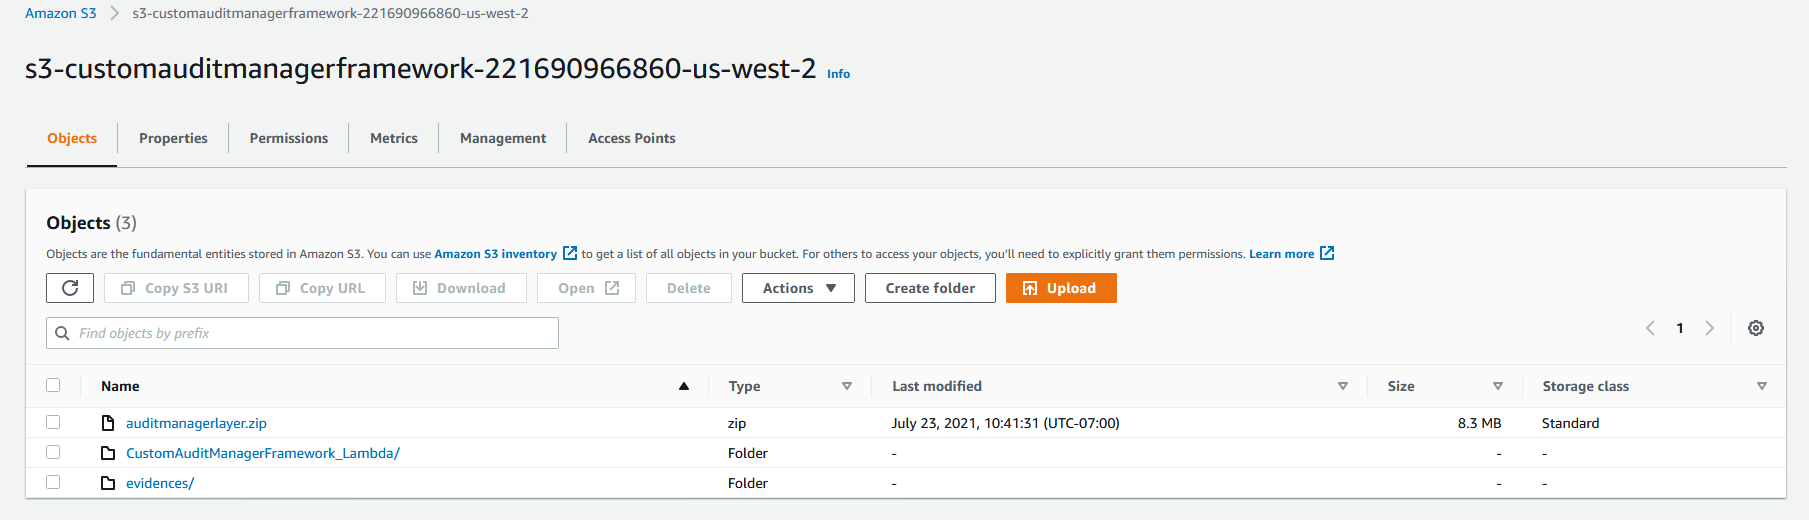 Amazon S3 > s3-customauditmanagerframework-221690966860-us-west-2
s3-customauditmanagerframework-221690966860-us-west-2 Info
Objects Properties Permissions Metrics Management Access Points
Objects (3)
Objects are the fundamental entities stored in Amazon S3. You can use Amazon S3 inventory to get a list of all objects in your bucket. For others to access your objects, you'll need to explicitly grant them permissions. Learn more
Copy S3 URI Copy URL Download Open Delete Actions Create folder Upload
Find objects by prefix 1
Name Type Last modified Size Storage class
auditmanagerlayer.zip zip July 23, 2021, 10:41:31 (UTC-07:00) 8.3 MB Standard
CustomAuditManagerFramework_Lambda/ Folder - - -
evidences/ Folder - - -